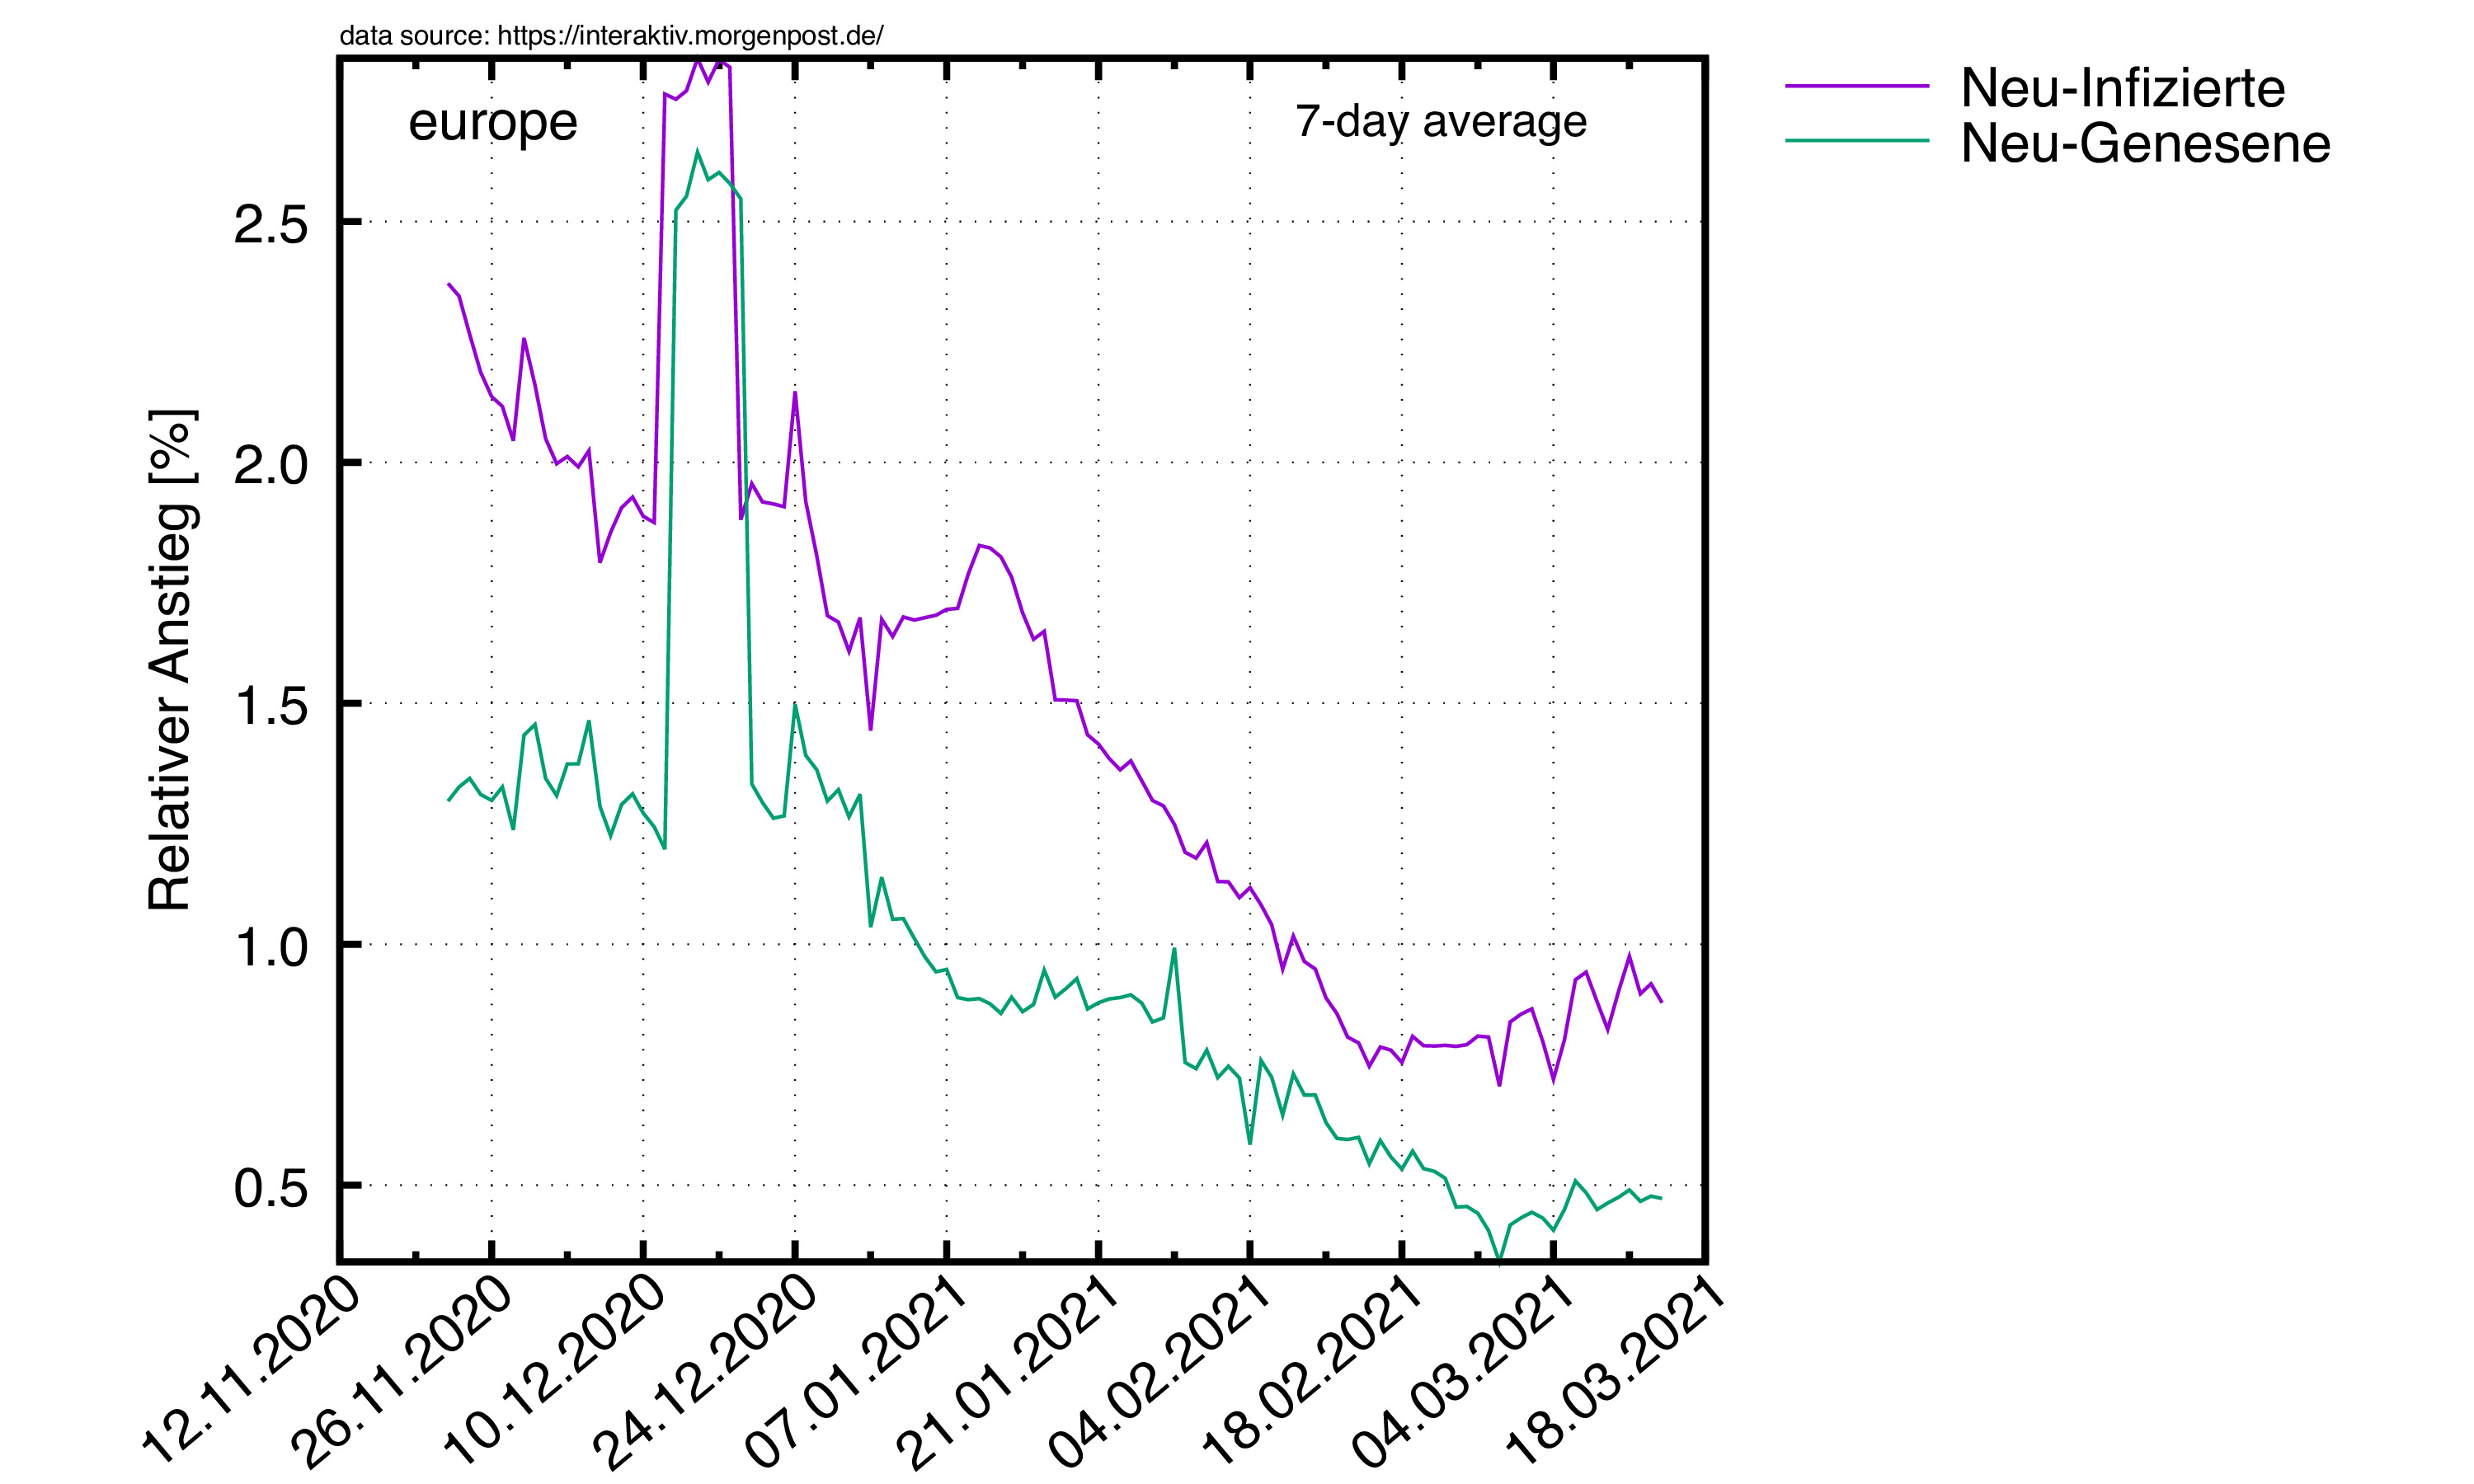 data source: https://interaktiv.morgenpost.de/
europe
7-day average
Neu-Infizierte
Neu-Genesene
Relativer Anstieg [%]
2.5
2.0
1.5
1.0
0.5
12.11.2020
26.11.2020
10.12.2020
24.12.2020
07.01.2021
21.01.2021
04.02.2021
18.02.2021
04.03.2021
18.03.2021